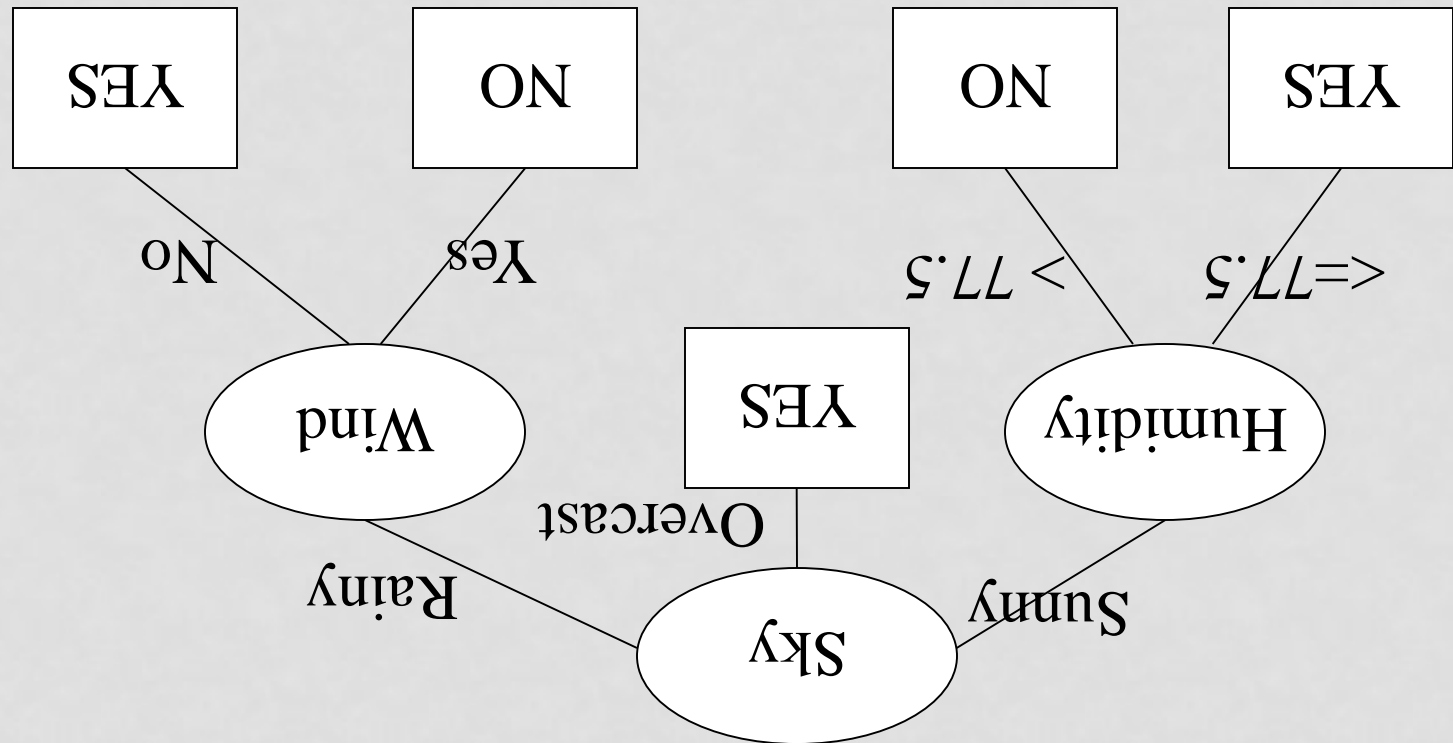 Sky
Sunny
Overcast
Rainy
Humidity
YES
Wind
<=77.5
> 77.5
Yes
No
YES
NO
NO
YES